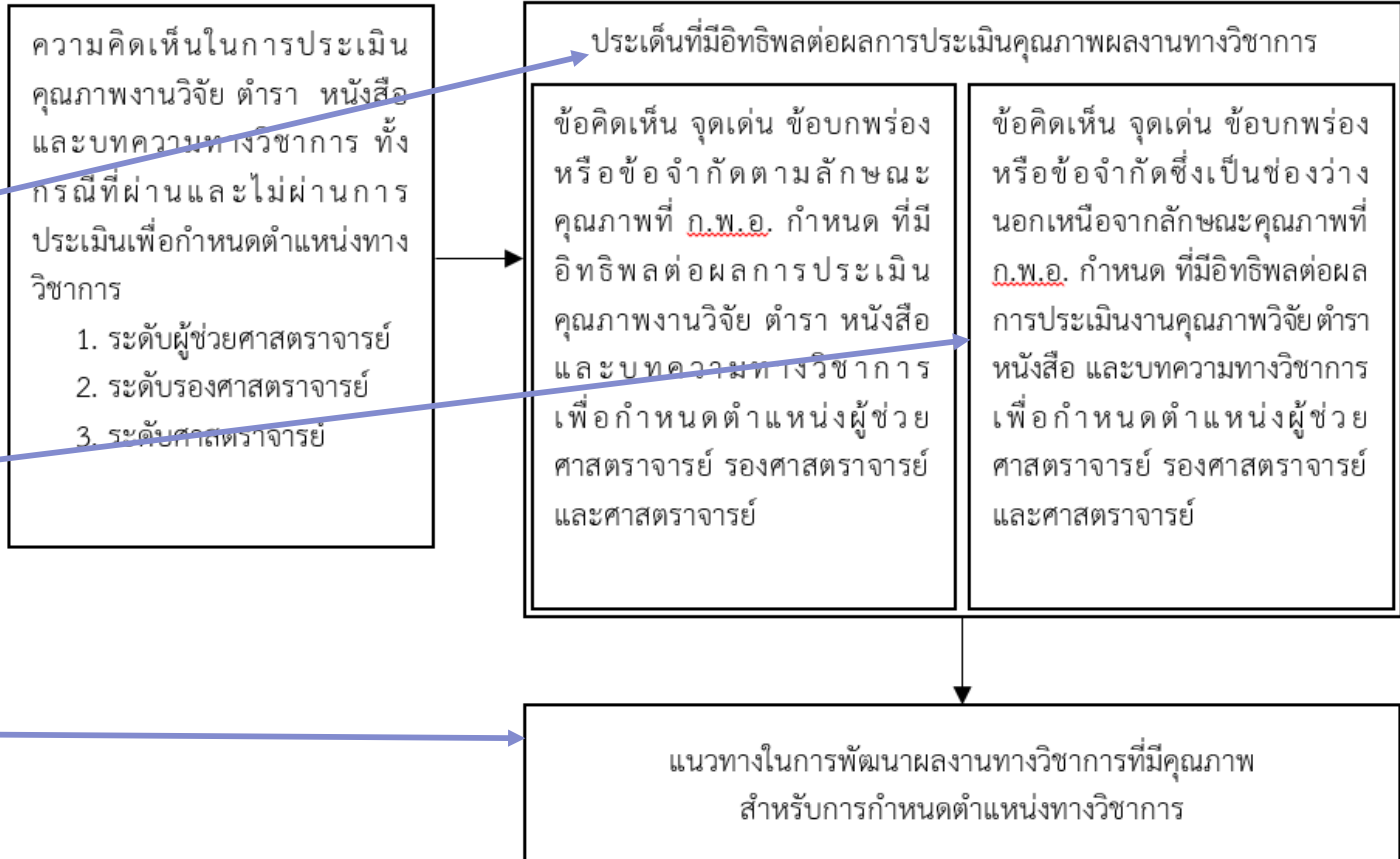 ความคิดเห็นในการประเมิน
คุณภาพงานวิจัย ตำรา หนังสือ
และบทความทางวิชาการ ทั้ง
กรณีที่ผ่านและไม่ผ่านการ
ประเมินเพื่อกำหนดตำแหน่งทาง
วิชาการ
1. ระดับผู้ช่วยศาสตราจารย์
2. ระดับรองศาสตราจารย์
3. ระดับศาสตราจารย์
ประเด็นที่มีอิทธิพลต่อผลการประเมินคุณภาพผลงานทางวิชาการ
ข้อคิดเห็น จุดเด่น ข้อบกพร่อง
หรือข้อจำกัดตามลักษณะ
คุณภาพที่ ก.พ.อ. กำหนด ที่มี
อิทธิพลต่อผลการประเมิน
คุณภาพงานวิจัย ตำรา หนังสือ
และบทความทางวิชาการ
เพื่อกำหนดตำแหน่งผู้ช่วย
ศาสตราจารย์ รองศาสตราจารย์
และศาสตราจารย์
ข้อคิดเห็น จุดเด่น ข้อบกพร่อง
หรือข้อจำกัดซึ่งเป็นช่องว่าง
นอกเหนือจากลักษณะคุณภาพที่
ก.พ.อ. กำหนด ที่มีอิทธิพลต่อผล
การประเมินงานคุณภาพวิจัย ตำรา
หนังสือ และบทความทางวิชาการ
เพื่อกำหนดตำแหน่งผู้ช่วย
ศาสตราจารย์ รองศาสตราจารย์
และศาสตราจารย์
แนวทางในการพัฒนาผลงานทางวิชาการที่มีคุณภาพ
สำหรับการกำหนดตำแหน่งทางวิชาการ